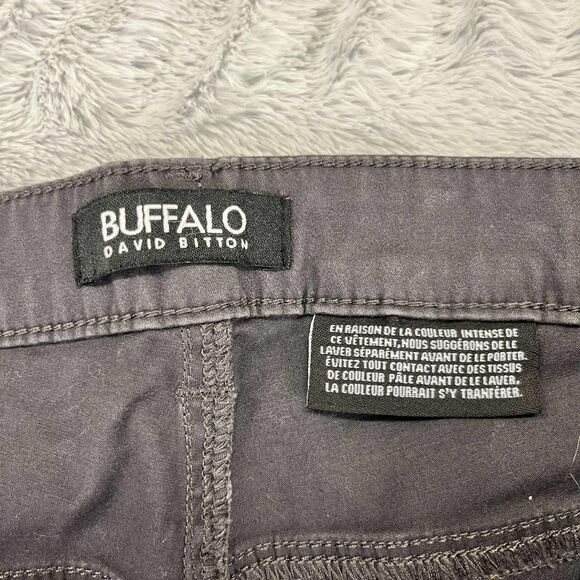 BUFFALO
DAVID BITTON
EN RAISON DE LA COULEUR INTENSE DE
CE VÊTEMENT, NOUS SUGGÉRONS DE LE
LAVER SÉPARÉMENT AVANT DE LE PORTER.
ÉVITEZ TOUT CONTACT AVEC DES TISSUS
DE COULEUR PÂLE AVANT DE LE LAVER,
LA COULEUR POURRAIT S'Y TRANFÉRER.